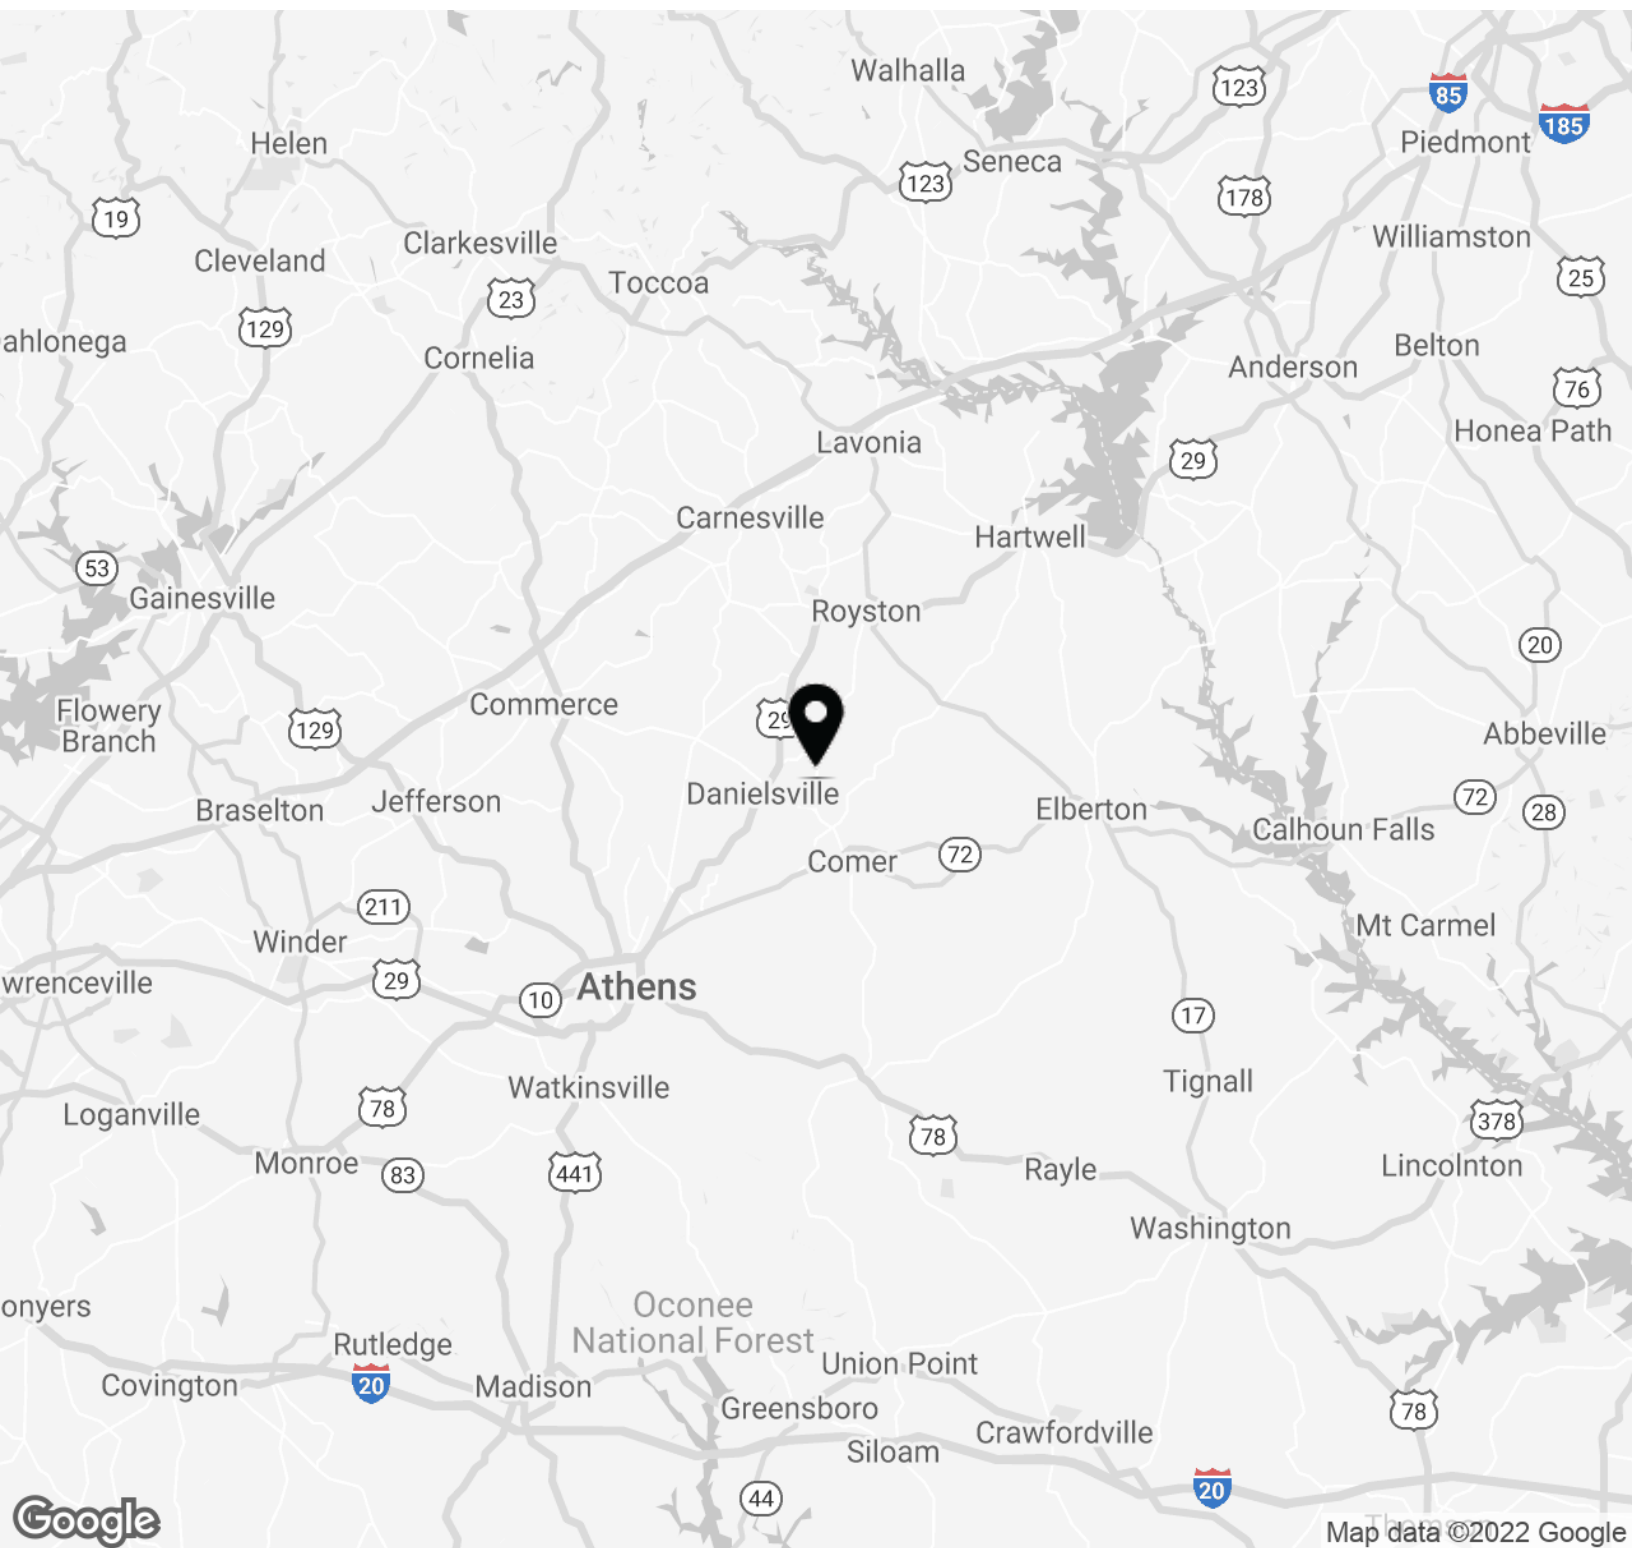 Walhalla
123
85
185
Piedmont
Helen
Seneca
123
178
19
Williamston
Clarkesville
Cleveland
25
Toccoa
23
129
ahlonega
Belton
Cornelia
Anderson
76
Honea Path
Lavonia
29
Carnesville
Hartwell
53
Gainesville
Royston
20
Commerce
Flowery
Branch
29
129
Abbeville
Danielsville
72
Jefferson
Braselton
Elberton
28
Calhoun Falls
Comer
72
211
Mt Carmel
Winder
29
wrenceville
Athens
10
17
Tignall
Watkinsville
78
Loganville
378
78
Monroe
83
441
Rayle
Lincolnton
Washington
onyers
Oconee
National Forest
Rutledge
Union Point
20
Covington
Madison
Greensboro
78
Crawfordville
Siloam
20
44
Google
Map data ©2022 Google